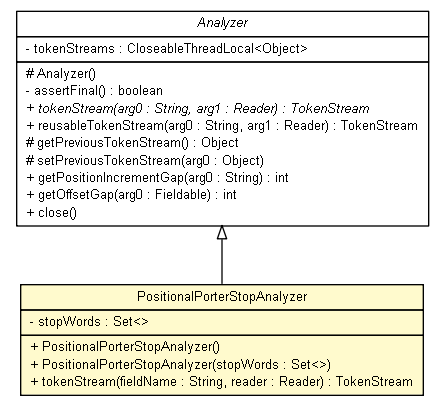 Analyzer
- tokenStreams : CloseableThreadLocal<Object>
# Analyzer()
- assertFinal() : boolean
+ tokenStream(arg0 : String, arg1 : Reader) : TokenStream
+ reusableTokenStream(arg0 : String, arg1 : Reader) : TokenStream
# getPreviousTokenStream() : Object
# setPreviousTokenStream(arg0 : Object)
+ getPositionIncrementGap(arg0 : String) : int
+ getOffsetGap(arg0 : Fieldable) : int
+ close()
PositionalPorterStopAnalyzer
- stopWords : Set<>
+ PositionalPorterStopAnalyzer()
+ PositionalPorterStopAnalyzer(stopWords : Set<>)
+ tokenStream(fieldName : String, reader : Reader) : TokenStream